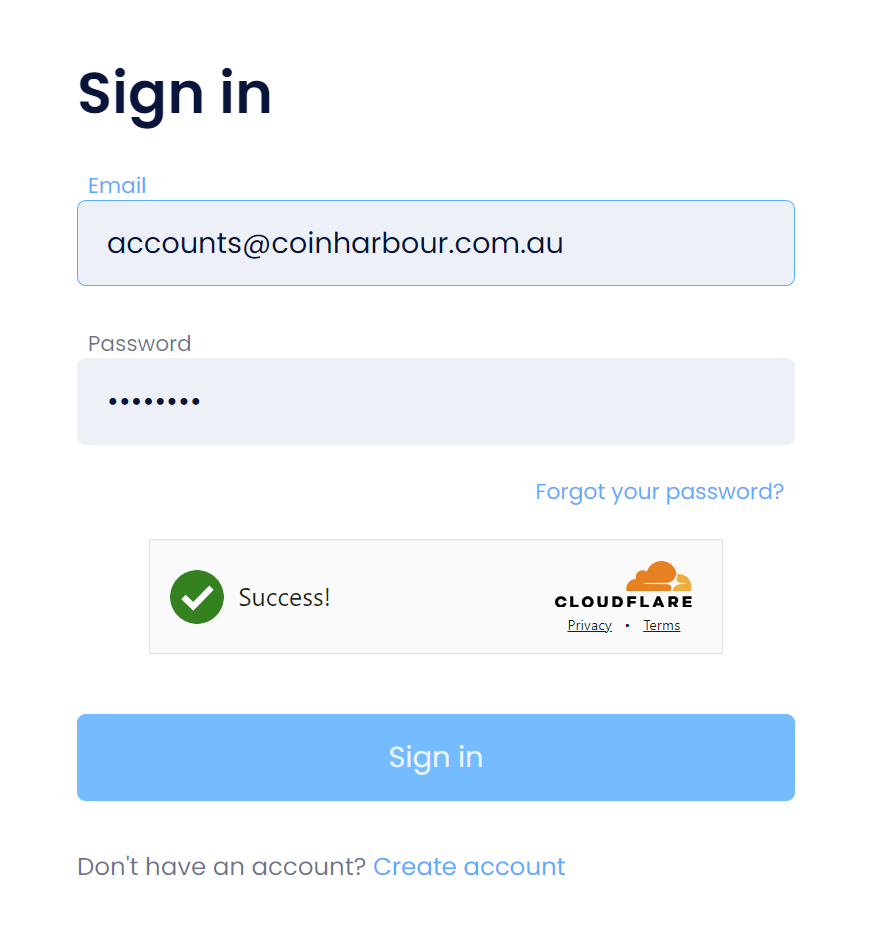 Sign in
Email
accounts@coinharbour.com.au
Password
••••••••
Forgot your password?
Success!
CLOUDFLARE
Privacy • Terms
Sign in
Don't have an account? Create account